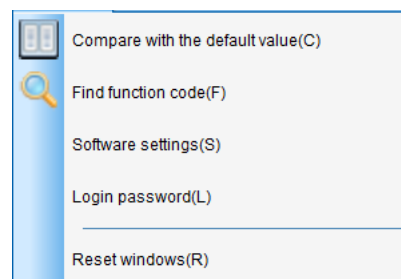 Compare with the default value(C)
Find function code(F)
Software settings(S)
Login password(L)
Reset windows(R)